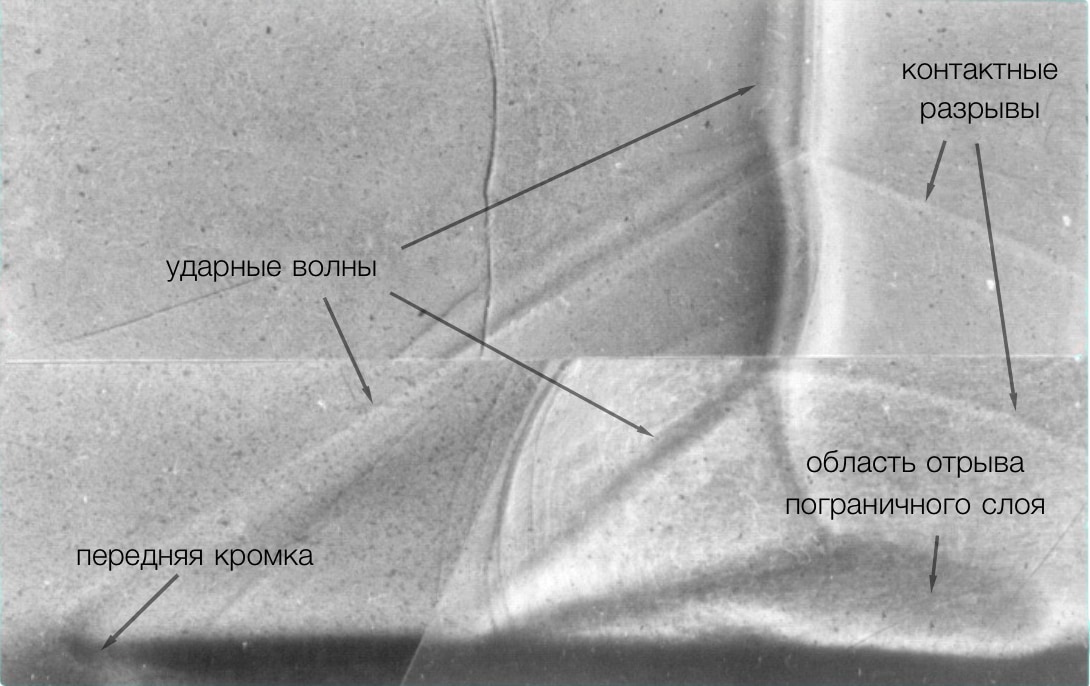 контактные
разрывы
ударные волны
область отрыва
пограничного слоя
передняя кромка